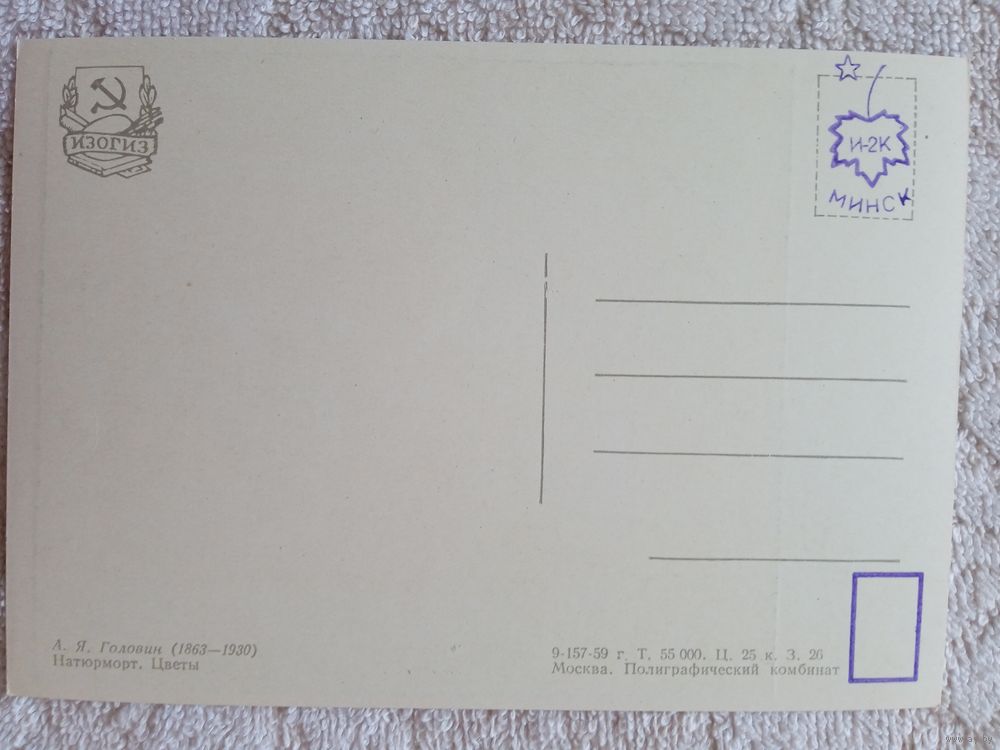 ИЗОГИЗ
И-2К
МИНСК
А. Я. Головин (1863—1930)
Натюрморт. Цветы
9-157-59 г. Т. 55 000. Ц. 25 к. З. 26
Москва. Полиграфический комбинат